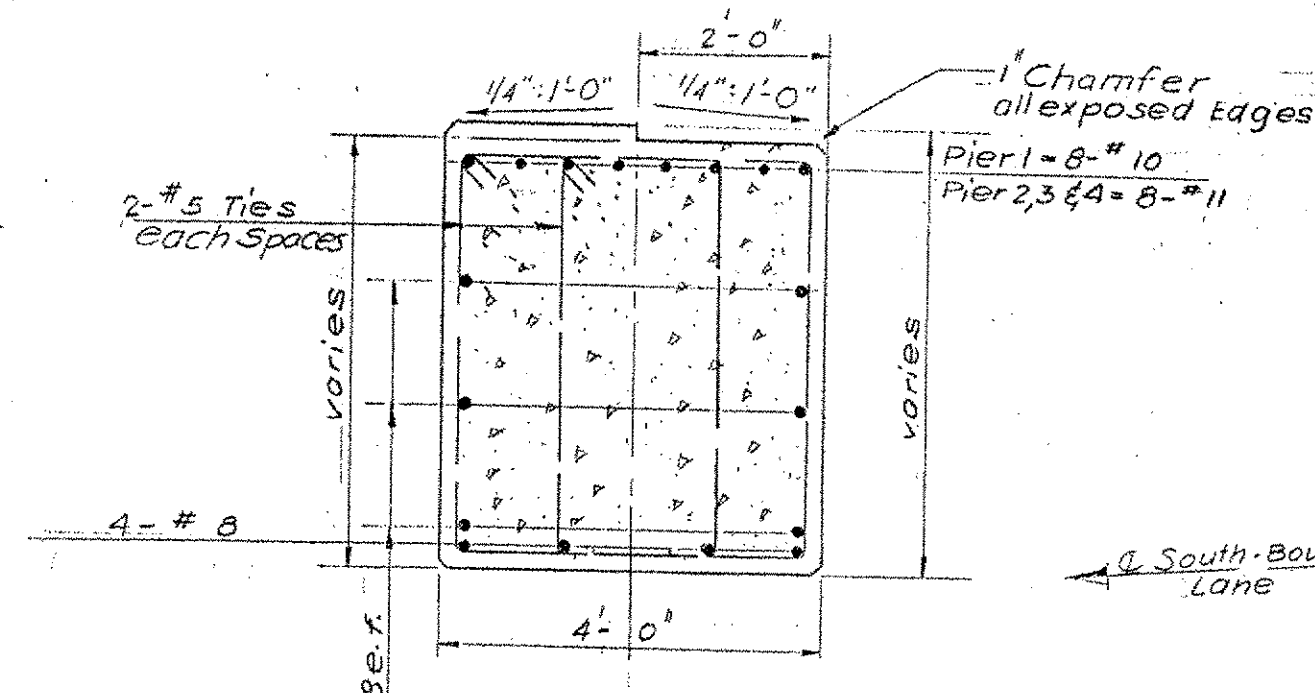 2'-0"
1/4":1'-0"
1/4":1'-0"
1" Chamfer
all exposed Edges
Pier 1 = 8-#10
Pier 2,3 & 4 = 8-#11
2-#5 Ties
each Spaces
varies
varies
4-#8
℄ South-Bou
Lane
4'-0"
e.f.